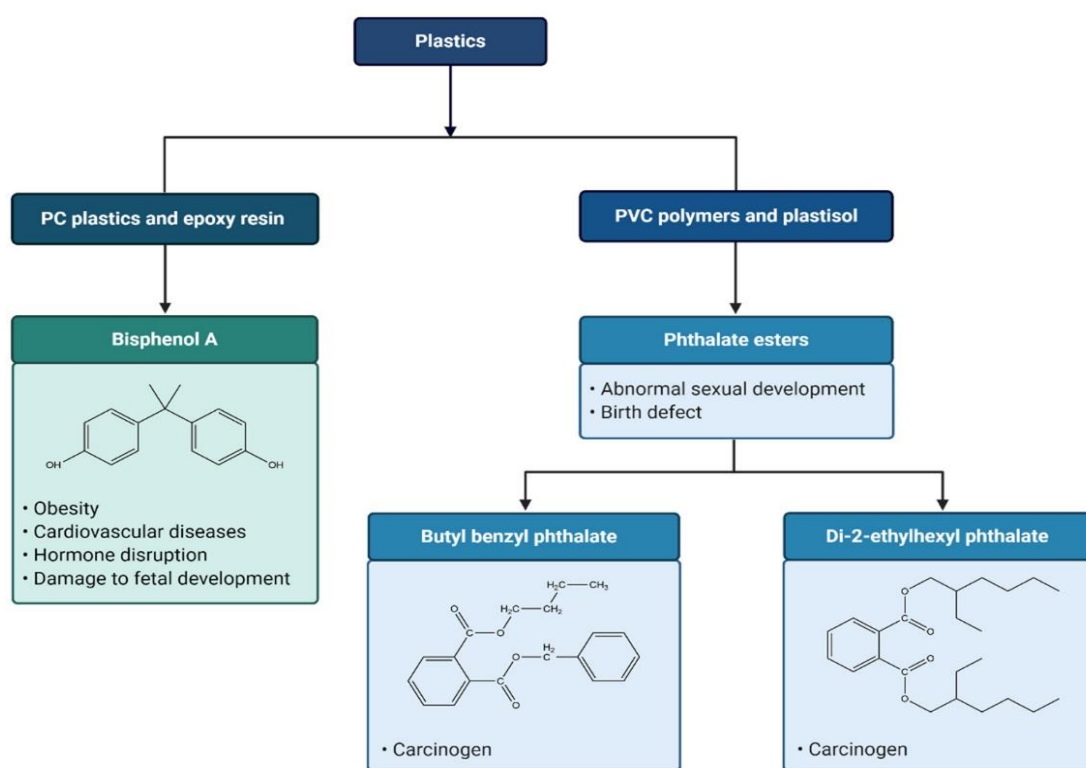 Plastics
PC plastics and epoxy resin
PVC polymers and plastisol
Bisphenol A
OH
OH
• Obesity
• Cardiovascular diseases
• Hormone disruption
• Damage to fetal development
Phthalate esters
• Abnormal sexual development
• Birth defect
Butyl benzyl phthalate
H₂C—CH₃
O
H₂C—CH₂
C—O
O—H₂C
C
O
• Carcinogen
Di-2-ethylhexyl phthalate
O
C
O
O
C
O
• Carcinogen